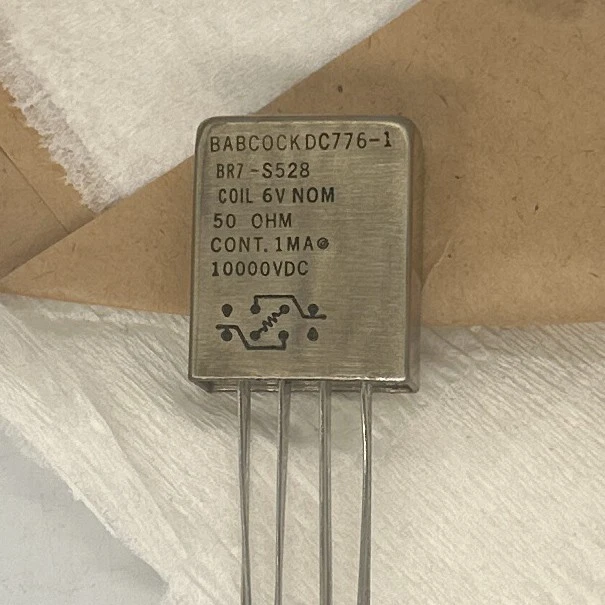 BABCOCK DC776-1
BR7-S528
COIL 6V NOM
50 OHM
CONT. 1MA@
10000VDC